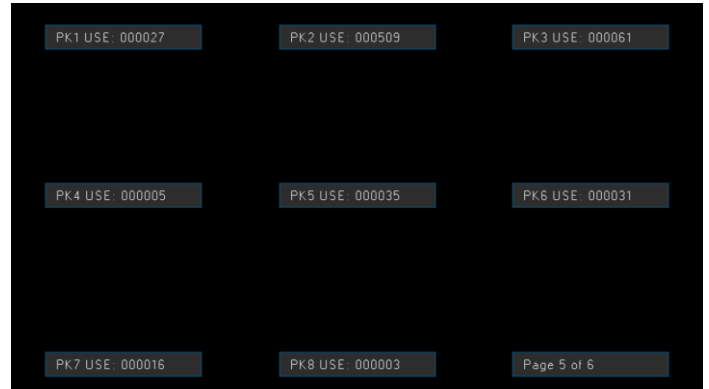 PK1 USE: 000027
PK2 USE: 000509
PK3 USE: 000061
PK4 USE: 000005
PK5 USE: 000035
PK6 USE: 000031
PK7 USE: 000016
PK8 USE: 000003
Page 5 of 6